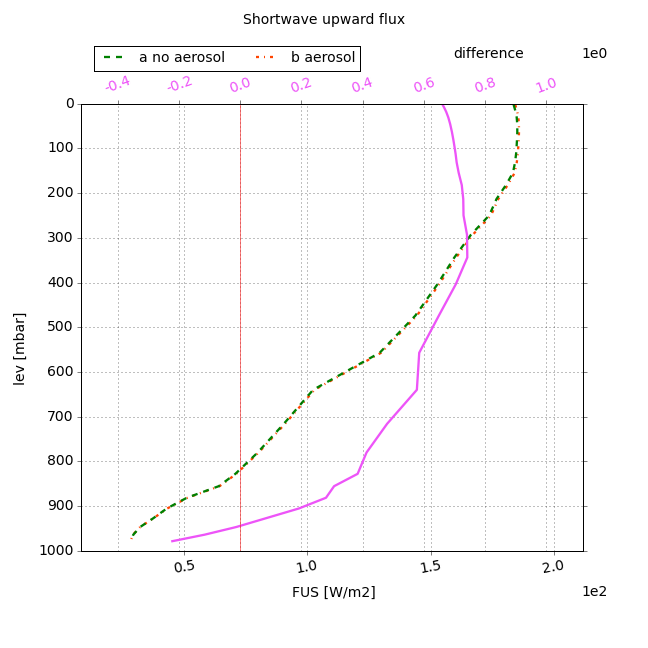 Shortwave upward flux
a no aerosol b aerosol difference 1e0
-0.4 -0.2 0.0 0.2 0.4 0.6 0.8 1.0
0
100
200
300
400
500
600
700
800
900
1000
lev [mbar]
0.5 1.0 1.5 2.0
FUS [W/m2] 1e2